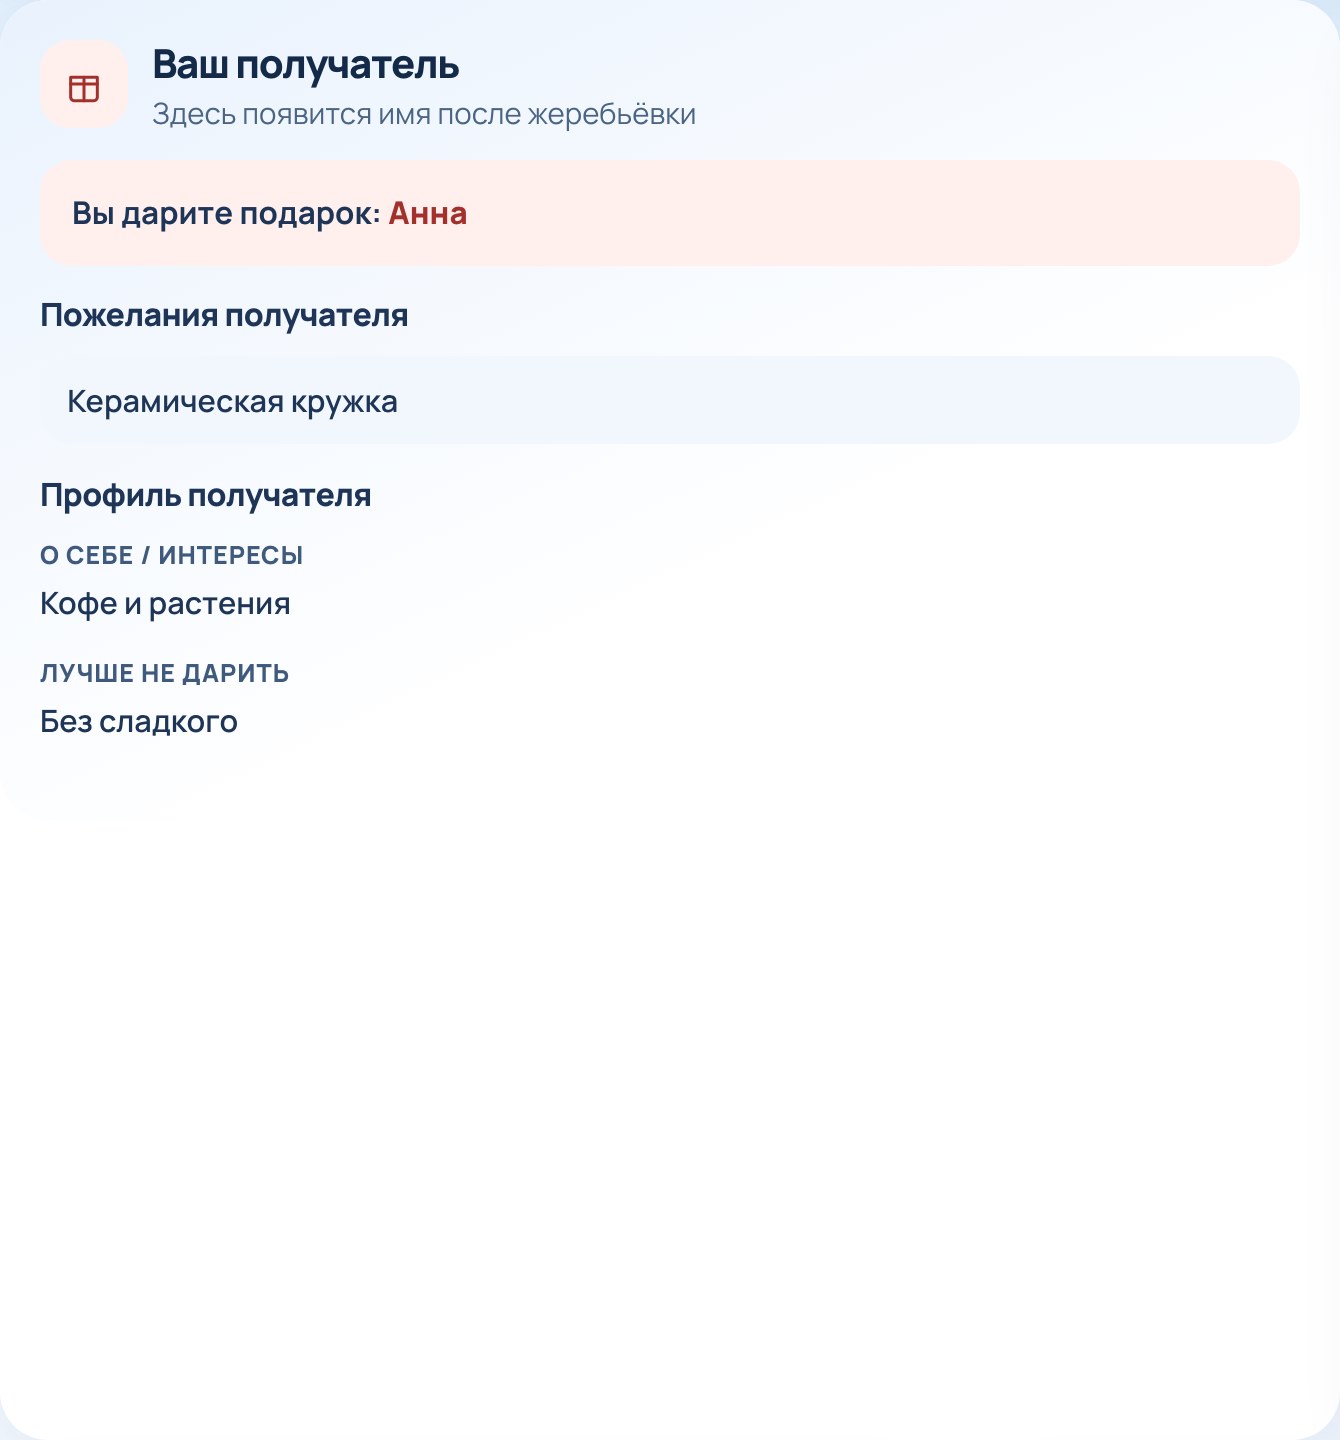 Ваш получатель
Здесь появится имя после жеребьёвки
Вы дарите подарок: Анна
Пожелания получателя
Керамическая кружка
Профиль получателя
О СЕБЕ / ИНТЕРЕСЫ
Кофе и растения
ЛУЧШЕ НЕ ДАРИТЬ
Без сладкого